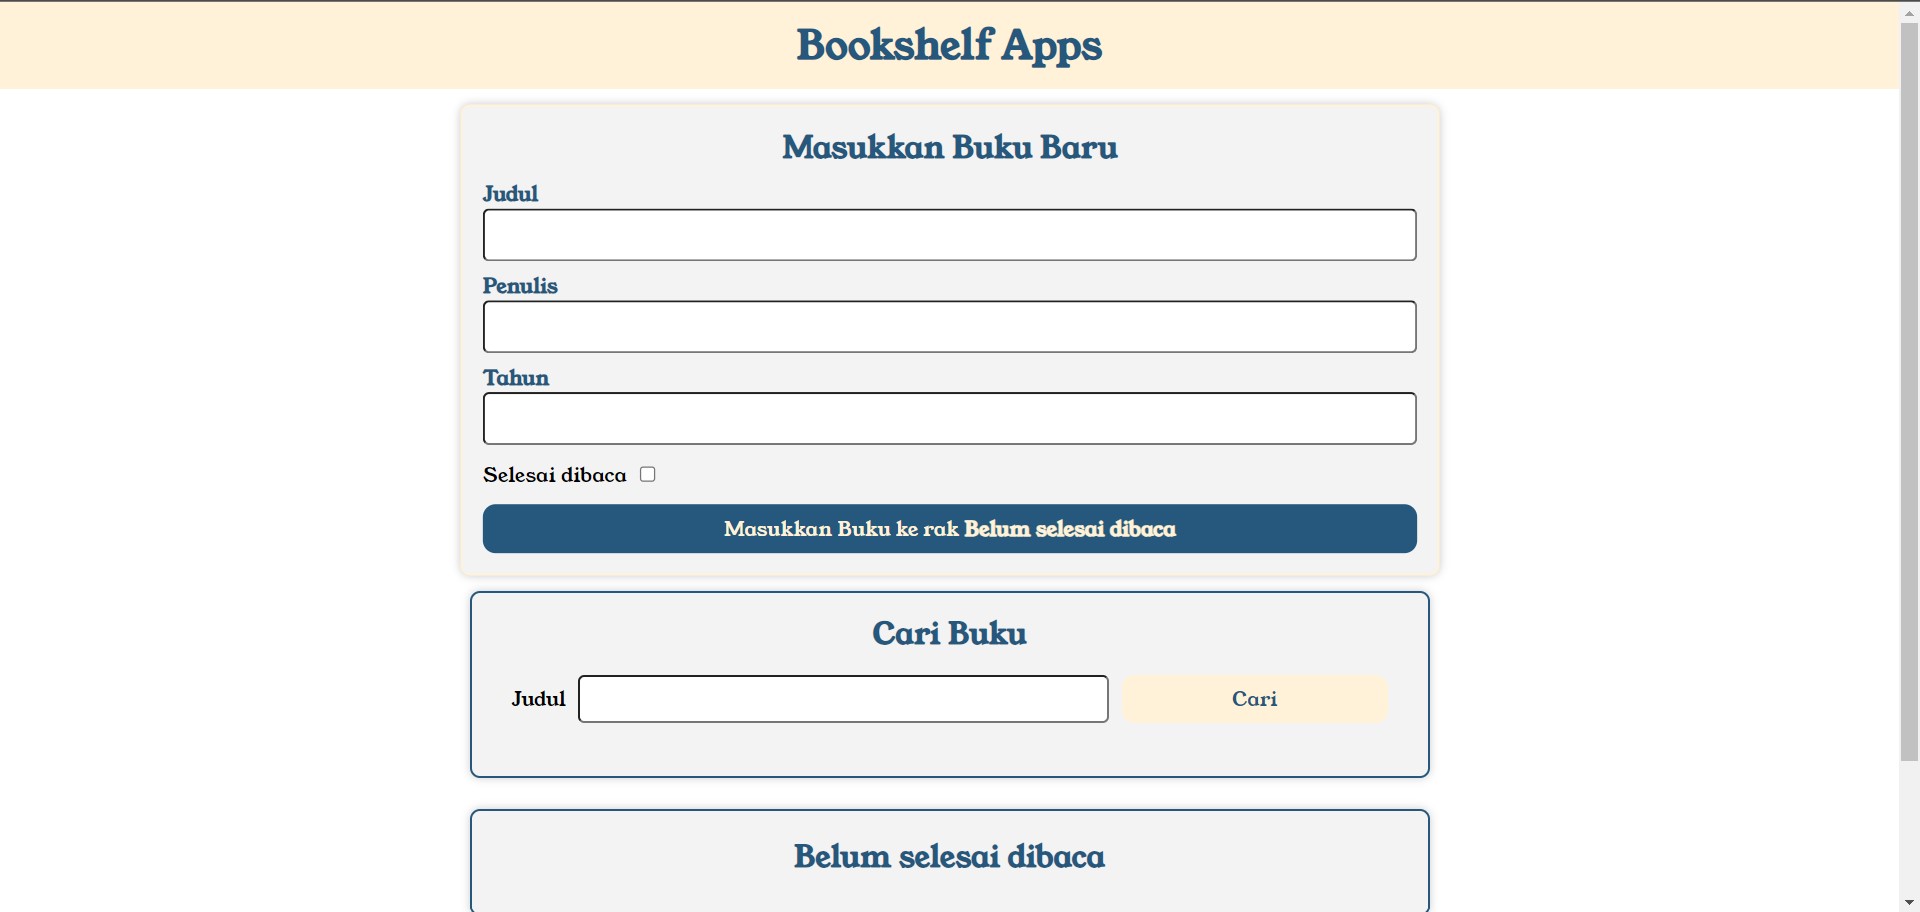 Bookshelf Apps
Masukkan Buku Baru
Judul
Penulis
Tahun
Selesai dibaca
Masukkan Buku ke rak Belum selesai dibaca
Cari Buku
Judul
Cari
Belum selesai dibaca